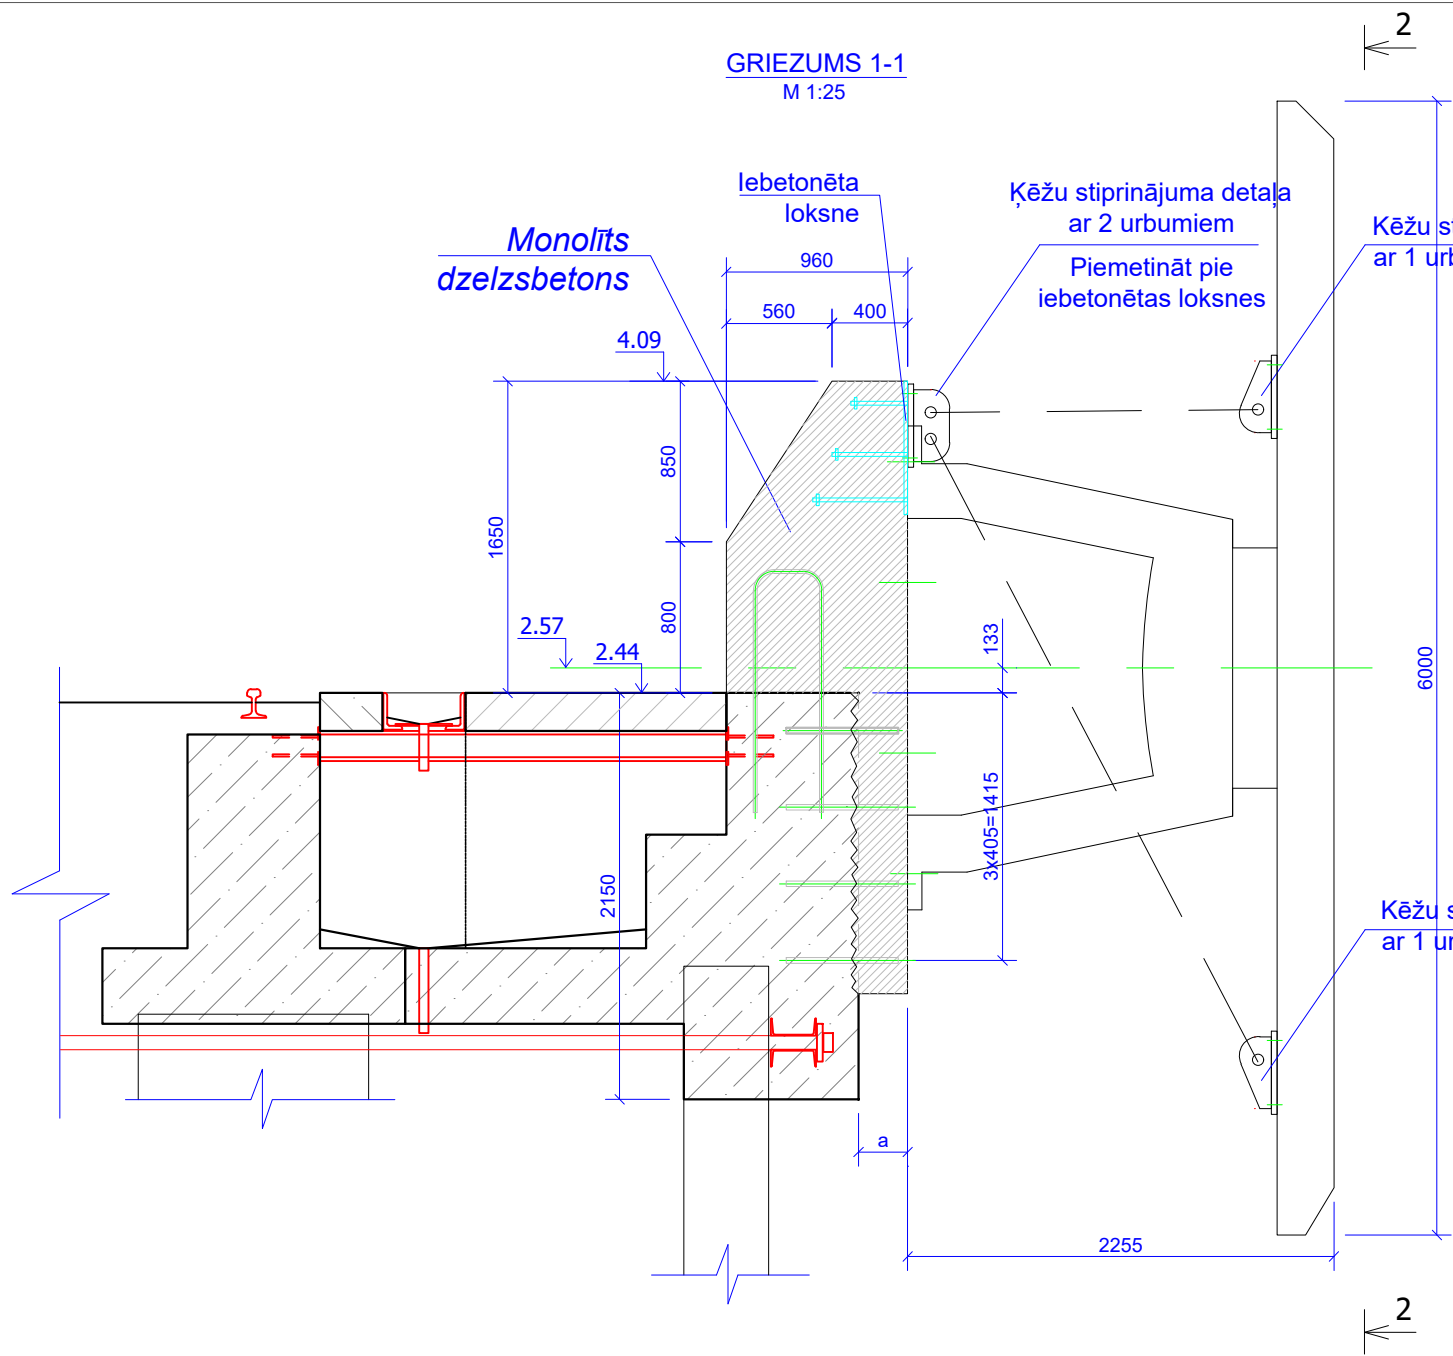 2
GRIEZUMS 1-1
M 1:25
Iebetonēta
loksne
Ķēžu stiprinājuma detaļa
ar 2 urbumiem
Piemetināt pie
iebetonētas loksnes
Monolīts
dzelzsbetons
960
560
400
4.09
850
1650
800
2.57
2.44
133
6000
3x405=1415
2150
a
2255
2